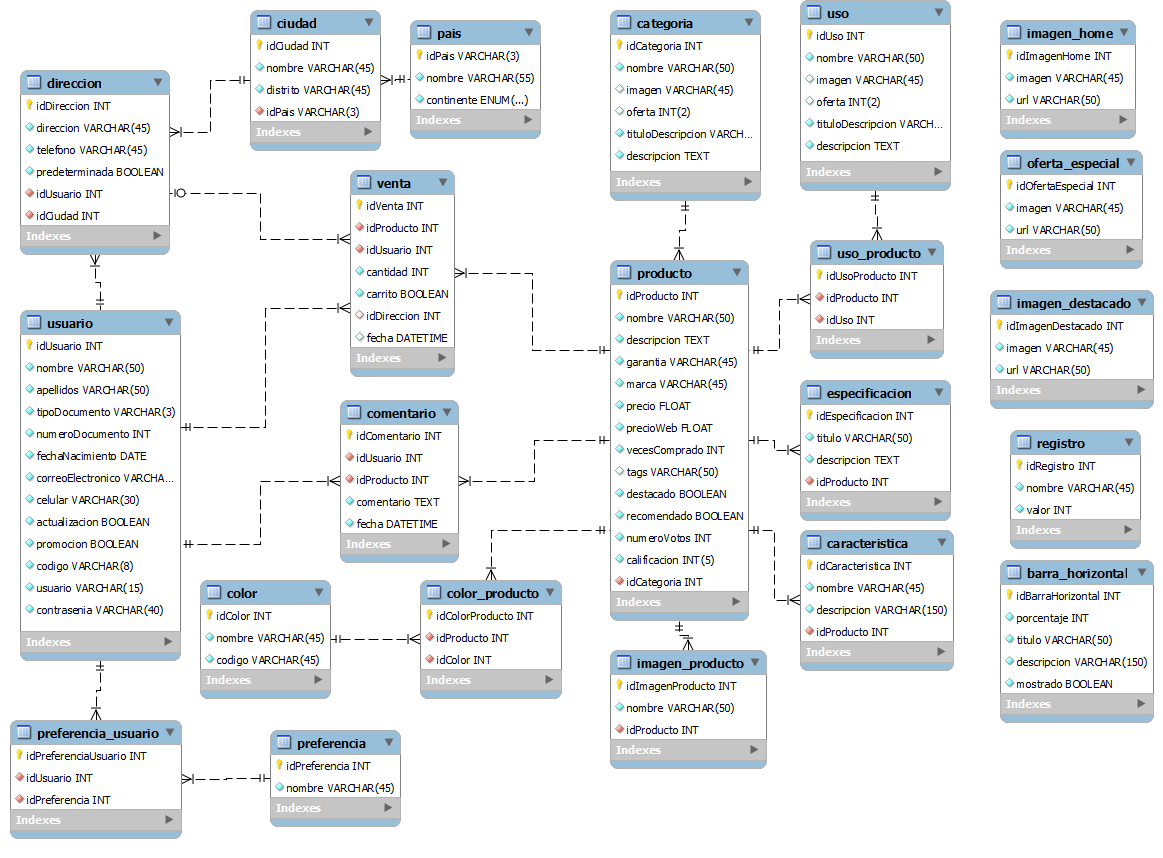 ciudad
idCiudad INT
nombre VARCHAR(45)
distrito VARCHAR(45)
idPais VARCHAR(3)
Indexes
pais
idPais VARCHAR(3)
nombre VARCHAR(55)
continente ENUM(...)
Indexes
categoria
idCategoria INT
nombre VARCHAR(50)
imagen VARCHAR(45)
oferta INT(2)
tituloDescripcion VARCH...
descripcion TEXT
Indexes
uso
idUso INT
nombre VARCHAR(50)
imagen VARCHAR(45)
oferta INT(2)
tituloDescripcion VARCH...
descripcion TEXT
Indexes
imagen_home
idImagenHome INT
imagen VARCHAR(45)
url VARCHAR(50)
Indexes
direccion
idDireccion INT
direccion VARCHAR(45)
telefono VARCHAR(45)
predeterminada BOOLEAN
idUsuario INT
idCiudad INT
Indexes
venta
idVenta INT
idProducto INT
idUsuario INT
cantidad INT
carrito BOOLEAN
idDireccion INT
fecha DATETIME
Indexes
oferta_especial
idOfertaEspecial INT
imagen VARCHAR(45)
url VARCHAR(50)
Indexes
producto
idProducto INT
nombre VARCHAR(50)
descripcion TEXT
garantia VARCHAR(45)
marca VARCHAR(45)
precio FLOAT
precioWeb FLOAT
vecesComprado INT
tags VARCHAR(50)
destacado BOOLEAN
recomendado BOOLEAN
numeroVotos INT
calificacion INT(5)
idCategoria INT
Indexes
uso_producto
idUsoProducto INT
idProducto INT
idUso INT
Indexes
imagen_destacado
idImagenDestacado INT
imagen VARCHAR(45)
url VARCHAR(50)
Indexes
usuario
idUsuario INT
nombre VARCHAR(50)
apellidos VARCHAR(50)
tipoDocumento VARCHAR(3)
numeroDocumento INT
fechaNacimiento DATE
correoElectronico VARCHA...
celular VARCHAR(30)
actualizacion BOOLEAN
promocion BOOLEAN
codigo VARCHAR(8)
usuario VARCHAR(15)
contrasenia VARCHAR(40)
Indexes
comentario
idComentario INT
idUsuario INT
idProducto INT
comentario TEXT
fecha DATETIME
Indexes
especificacion
idEspecificacion INT
titulo VARCHAR(50)
descripcion TEXT
idProducto INT
Indexes
registro
idRegistro INT
nombre VARCHAR(45)
valor INT
Indexes
caracteristica
idCaracteristica INT
nombre VARCHAR(45)
descripcion VARCHAR(150)
idProducto INT
Indexes
barra_horizontal
idBarraHorizontal INT
porcentaje INT
titulo VARCHAR(50)
descripcion VARCHAR(150)
mostrado BOOLEAN
Indexes
color
idColor INT
nombre VARCHAR(45)
codigo VARCHAR(45)
Indexes
color_producto
idColorProducto INT
idProducto INT
idColor INT
Indexes
imagen_producto
idImagenProducto INT
nombre VARCHAR(50)
idProducto INT
Indexes
preferencia_usuario
idPreferenciaUsuario INT
idUsuario INT
idPreferencia INT
Indexes
preferencia
idPreferencia INT
nombre VARCHAR(45)
Indexes